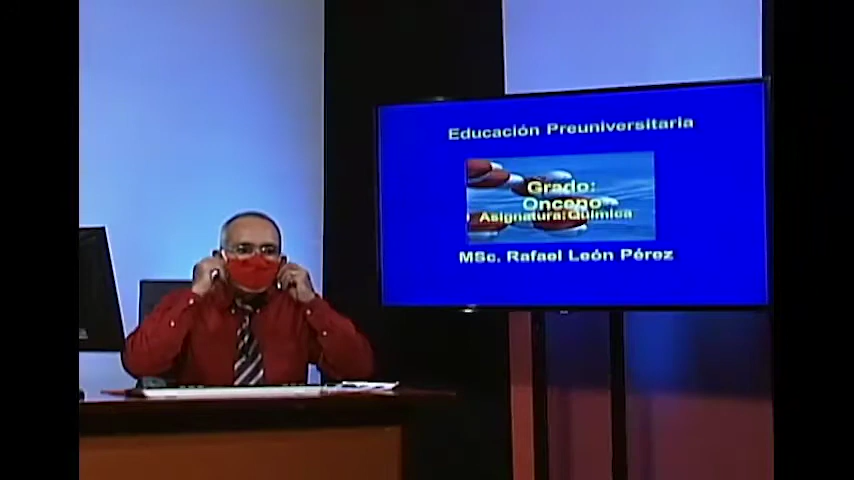 Educación Preuniversitaria
Grado:
Onceno
Asignatura: Química
MSc. Rafael León Pérez